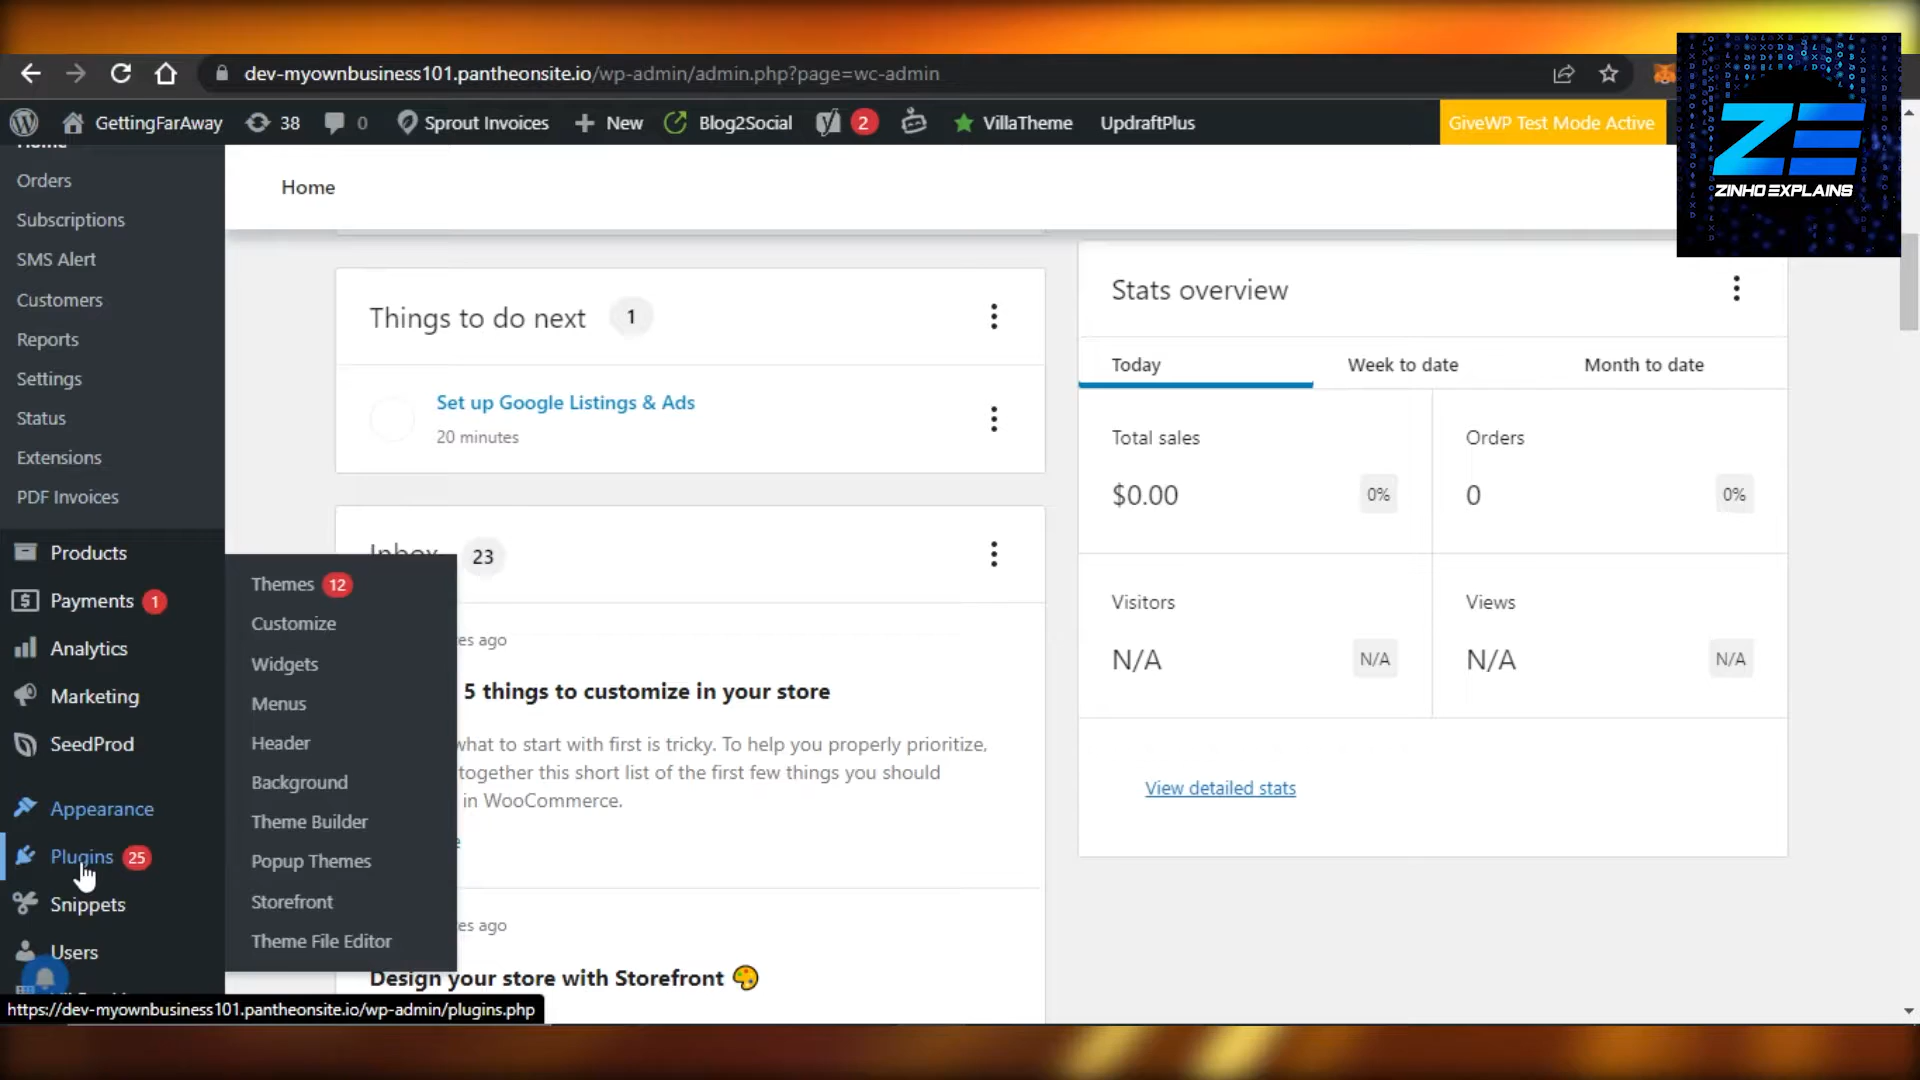 dev-myownbusiness101.pantheonsite.io/wp-admin/admin.php?page=wc-admin
GettingFarAway 38 0 Sprout Invoices New Blog2Social 2 VillaTheme UpdraftPlus GiveWP Test Mode Active
ZE
ZINHO EXPLAINS
Home
Orders
Subscriptions
SMS Alert
Customers
Reports
Settings
Status
Extensions
PDF Invoices
Products
Payments 1
Analytics
Marketing
SeedProd
Appearance
Plugins 25
Snippets
Users
Themes 12
Customize
Widgets
Menus
Header
Background
Theme Builder
Popup Themes
Storefront
Theme File Editor
Home
Things to do next 1
Set up Google Listings & Ads
20 minutes
Inbox 23
es ago
5 things to customize in your store
what to start with first is tricky. To help you properly prioritize,
together this short list of the first few things you should
in WooCommerce.
es ago
Design your store with Storefront
Stats overview
Today Week to date Month to date
Total sales
$0.00 0%
Orders
0 0%
Visitors
N/A N/A
Views
N/A N/A
View detailed stats
https://dev-myownbusiness101.pantheonsite.io/wp-admin/plugins.php